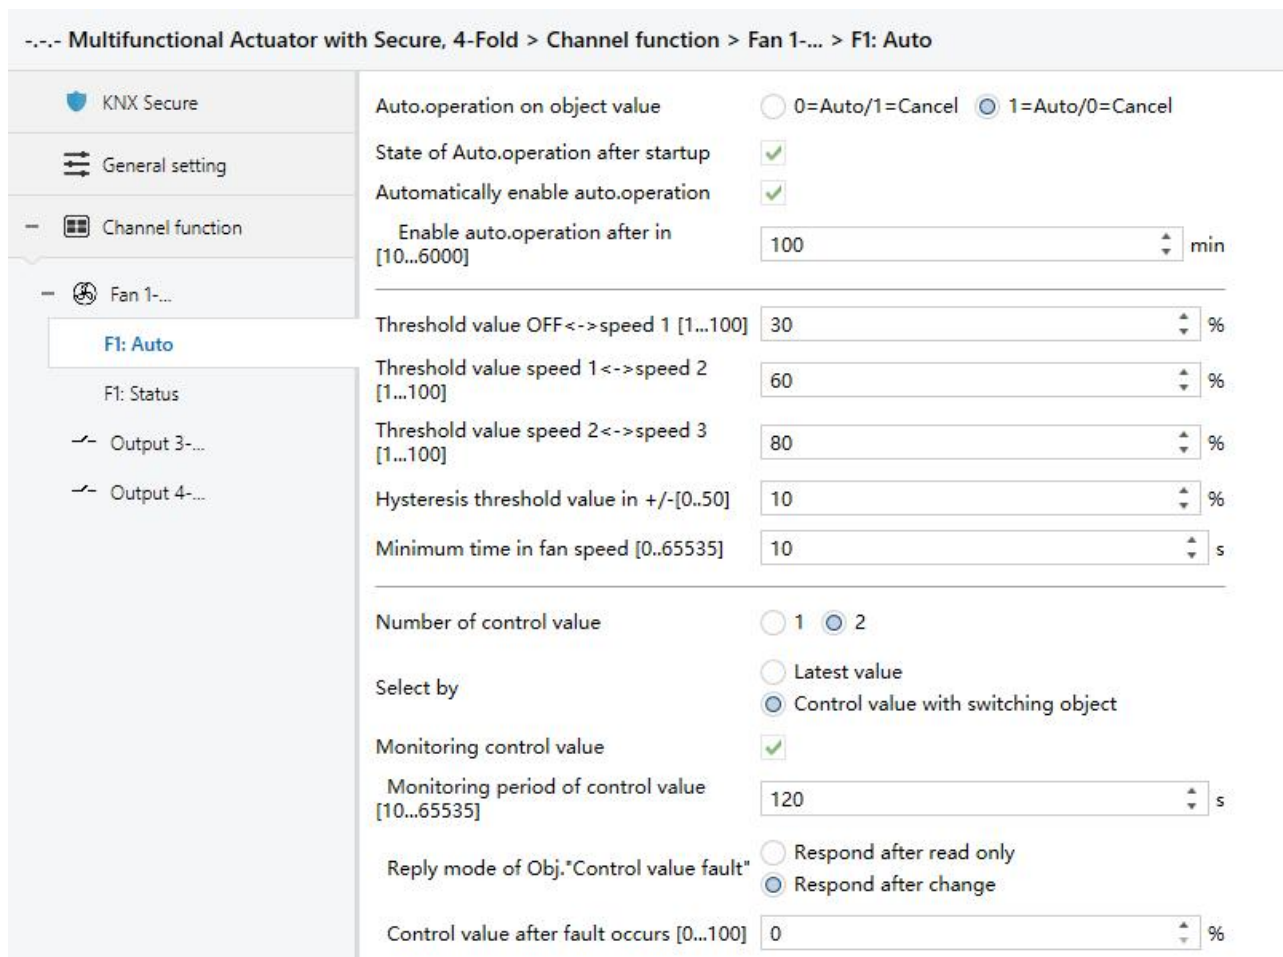 -.-.- Multifunctional Actuator with Secure, 4-Fold > Channel function > Fan 1-... > F1: Auto
KNX Secure
General setting
Channel function
Fan 1-...
F1: Auto
F1: Status
Output 3-...
Output 4-...
Auto.operation on object value 0=Auto/1=Cancel 1=Auto/0=Cancel
State of Auto.operation after startup
Automatically enable auto.operation
Enable auto.operation after in
[10...6000] 100 min
Threshold value OFF<->speed 1 [1...100] 30 %
Threshold value speed 1<->speed 2
[1...100] 60 %
Threshold value speed 2<->speed 3
[1...100] 80 %
Hysteresis threshold value in +/-[0..50] 10 %
Minimum time in fan speed [0..65535] 10 s
Number of control value 1 2
Select by
Latest value
Control value with switching object
Monitoring control value
Monitoring period of control value
[10...65535] 120 s
Reply mode of Obj."Control value fault"
Respond after read only
Respond after change
Control value after fault occurs [0...100] 0 %